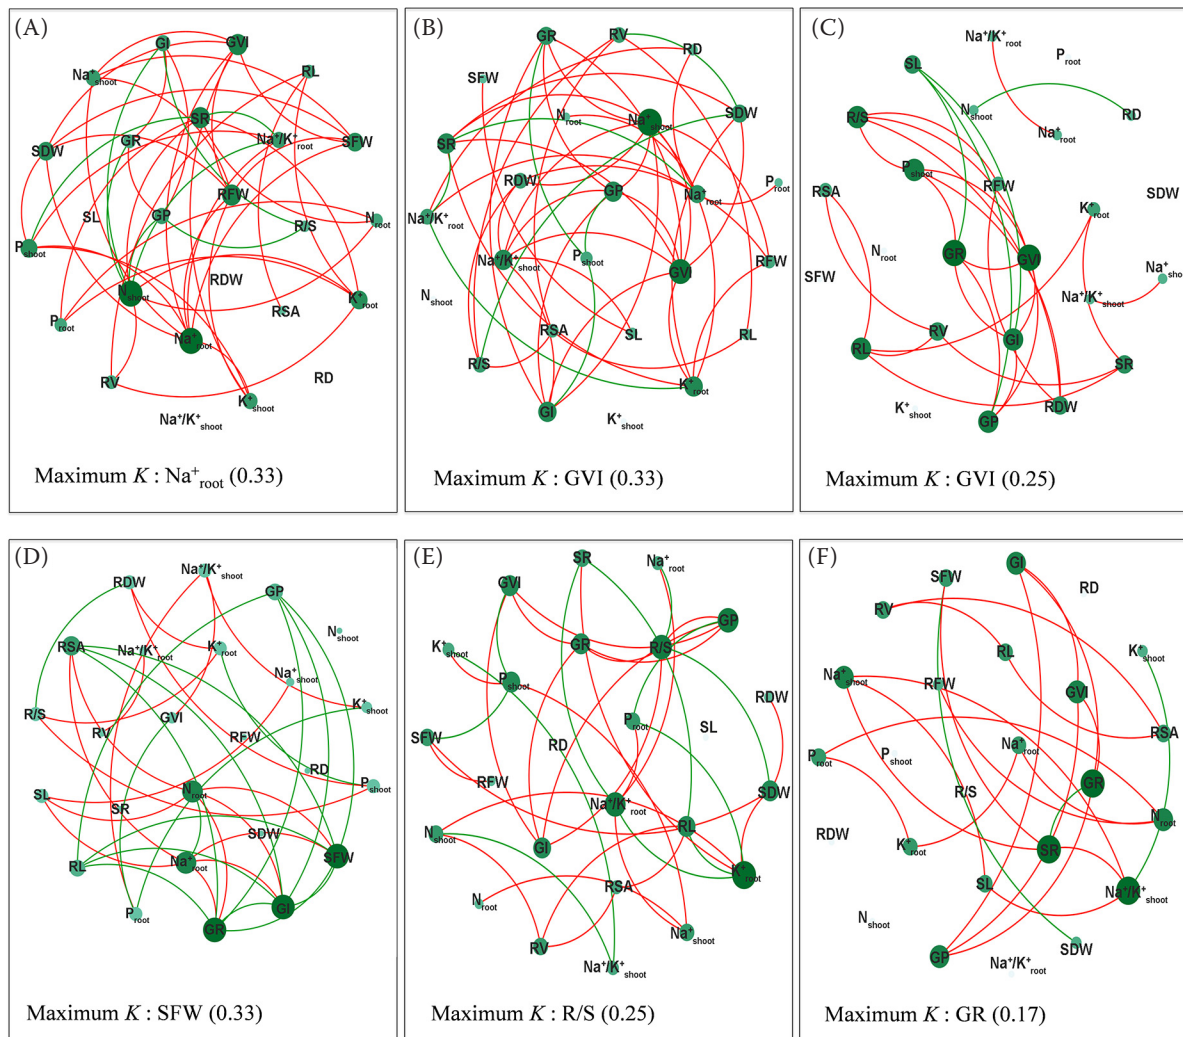 (A)
GI
GVI
Na⁺shoot
RL
SR
SDW
GR
Na⁺/K⁺root
SFW
RFW
SL
GP
R/S
Nroot
Pshoot
RDW
Nshoot
K⁺root
Proot
RSA
Na⁺root
RV
RD
K⁺shoot
Na⁺/K⁺shoot
Maximum K : Na⁺root (0.33)
(B)
GR
RV
RD
SFW
Nroot
Na⁺shoot
SDW
SR
RDW
GP
Na⁺root
Proot
Na⁺/K⁺root
Na⁺/K⁺shoot
Pshoot
GVI
RFW
Nshoot
RSA
SL
RL
R/S
K⁺root
GI
K⁺shoot
Maximum K : GVI (0.33)
(C)
Na⁺/K⁺root
Proot
SL
Nshoot
RD
R/S
Na⁺root
Pshoot
RFW
RSA
SDW
K⁺root
Nroot
GR
GVI
SFW
Na⁺sho
Na⁺/K⁺shoot
RV
RL
GI
SR
K⁺shoot
GP
RDW
Maximum K : GVI (0.25)
(D)
RDW
Na⁺/K⁺shoot
GP
Nshoot
RSA
Na⁺/K⁺root
K⁺root
Na⁺shoot
R/S
RV
GVI
RFW
K⁺shoot
RD
Pshoot
SL
SR
Nroot
SDW
RL
Na⁺root
SFW
Proot
GR
GI
Maximum K : SFW (0.33)
(E)
SR
Na⁺root
GVI
GP
K⁺shoot
GR
R/S
Pshoot
RDW
Proot
SL
SFW
RD
RFW
Na⁺/K⁺root
SDW
Nshoot
RL
GI
K⁺root
Nroot
RSA
RV
Na⁺shoot
Na⁺/K⁺shoot
Maximum K : R/S (0.25)
(F)
GI
SFW
RD
RV
RL
K⁺shoot
Na⁺shoot
RFW
GVI
RSA
Proot
Pshoot
Na⁺root
R/S
GR
RDW
K⁺root
SR
Nroot
SL
Na⁺/K⁺shoot
Nshoot
GP
SDW
Na⁺/K⁺root
Maximum K : GR (0.17)